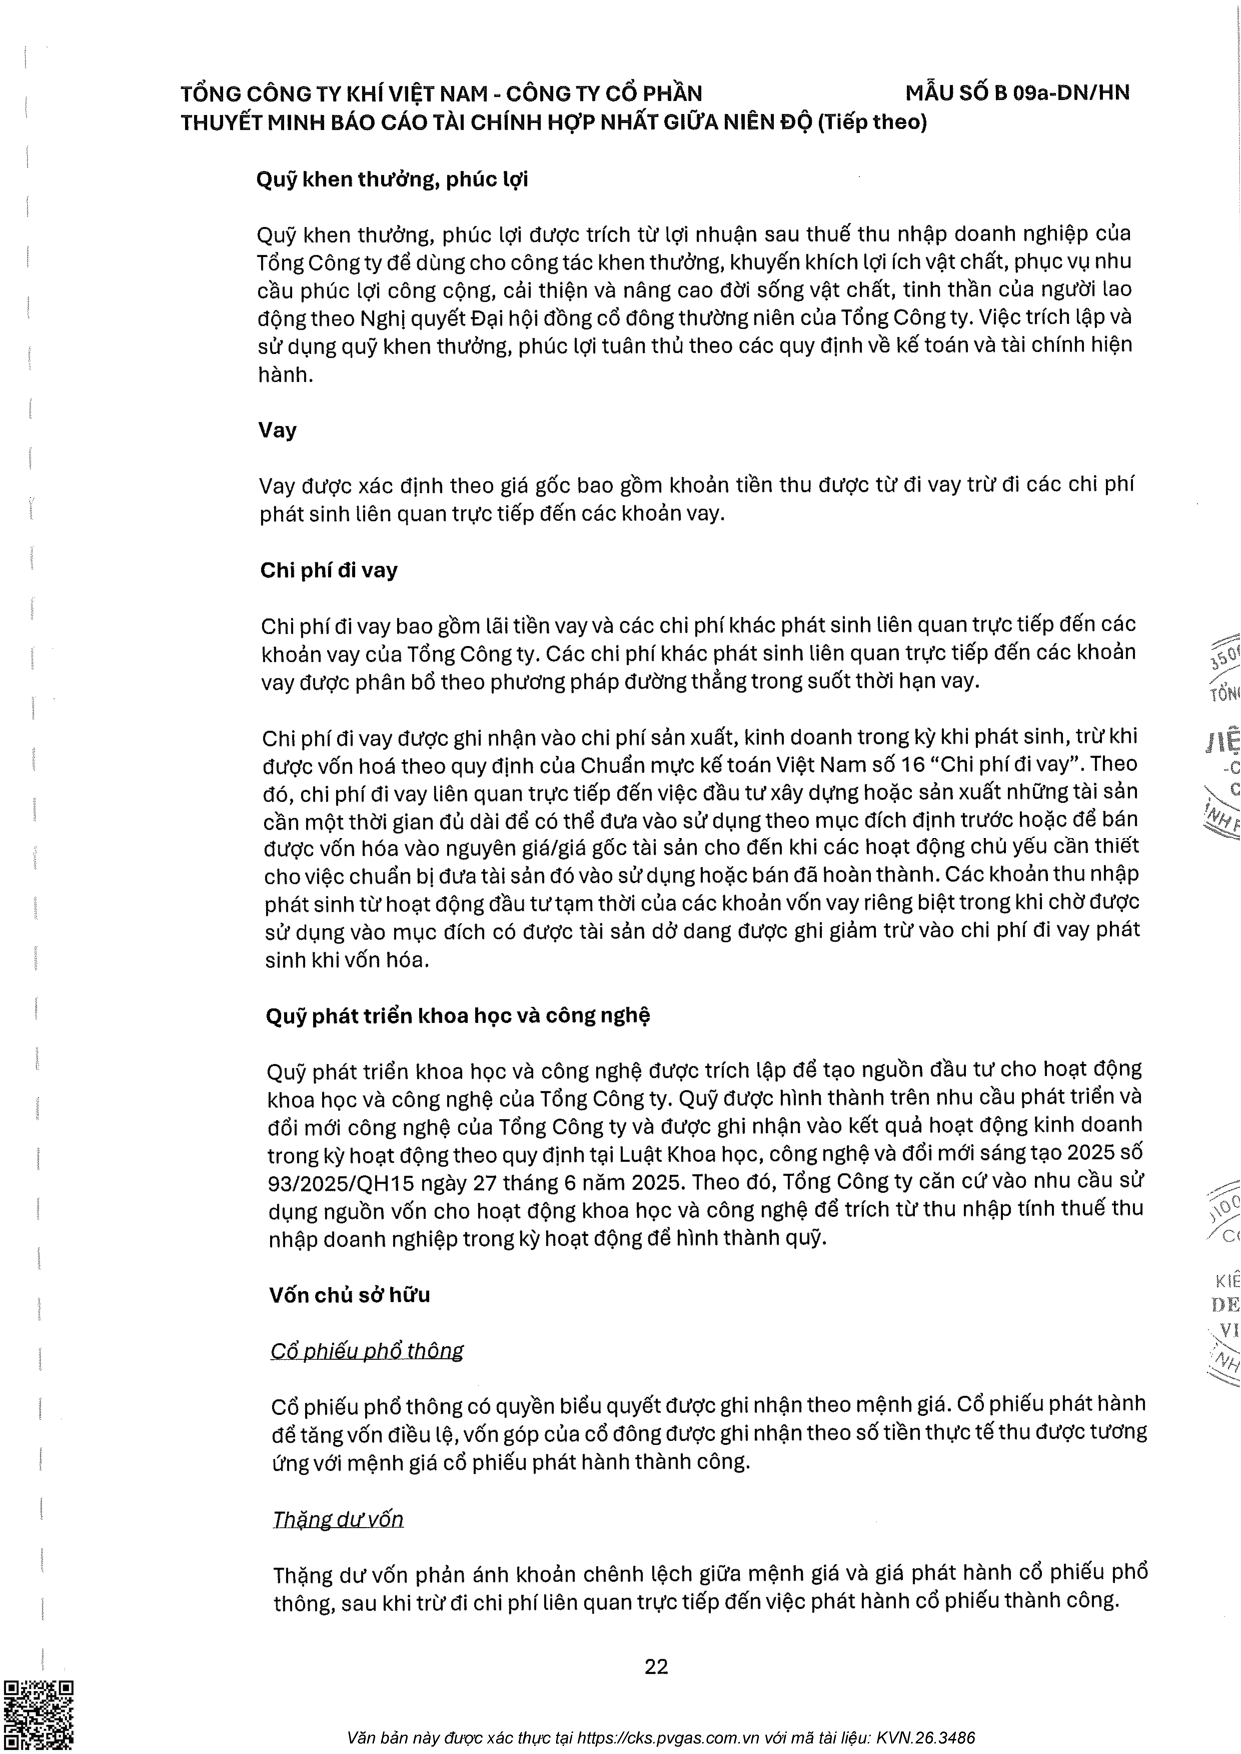 TỔNG CÔNG TY KHÍ VIỆT NAM - CÔNG TY CỔ PHẦN MẪU SỐ B 09a-DN/HN
THUYẾT MINH BÁO CÁO TÀI CHÍNH HỢP NHẤT GIỮA NIÊN ĐỘ (Tiếp theo)
Quỹ khen thưởng, phúc lợi
Quỹ khen thưởng, phúc lợi được trích từ lợi nhuận sau thuế thu nhập doanh nghiệp của
Tổng Công ty để dùng cho công tác khen thưởng, khuyến khích lợi ích vật chất, phục vụ nhu
cầu phúc lợi công cộng, cải thiện và nâng cao đời sống vật chất, tinh thần của người lao
động theo Nghị quyết Đại hội đồng cổ đông thường niên của Tổng Công ty. Việc trích lập và
sử dụng quỹ khen thưởng, phúc lợi tuân thủ theo các quy định về kế toán và tài chính hiện
hành.
Vay
Vay được xác định theo giá gốc bao gồm khoản tiền thu được từ đi vay trừ đi các chi phí
phát sinh liên quan trực tiếp đến các khoản vay.
Chi phí đi vay
Chi phí đi vay bao gồm lãi tiền vay và các chi phí khác phát sinh liên quan trực tiếp đến các
khoản vay của Tổng Công ty. Các chi phí khác phát sinh liên quan trực tiếp đến các khoản
vay được phân bổ theo phương pháp đường thẳng trong suốt thời hạn vay.
Chi phí đi vay được ghi nhận vào chi phí sản xuất, kinh doanh trong kỳ khi phát sinh, trừ khi
được vốn hoá theo quy định của Chuẩn mực kế toán Việt Nam số 16 “Chi phí đi vay”. Theo
đó, chi phí đi vay liên quan trực tiếp đến việc đầu tư xây dựng hoặc sản xuất những tài sản
cần một thời gian đủ dài để có thể đưa vào sử dụng theo mục đích định trước hoặc để bán
được vốn hóa vào nguyên giá/giá gốc tài sản cho đến khi các hoạt động chủ yếu cần thiết
cho việc chuẩn bị đưa tài sản đó vào sử dụng hoặc bán đã hoàn thành. Các khoản thu nhập
phát sinh từ hoạt động đầu tư tạm thời của các khoản vốn vay riêng biệt trong khi chờ được
sử dụng vào mục đích có được tài sản dở dang được ghi giảm trừ vào chi phí đi vay phát
sinh khi vốn hóa.
Quỹ phát triển khoa học và công nghệ
Quỹ phát triển khoa học và công nghệ được trích lập để tạo nguồn đầu tư cho hoạt động
khoa học và công nghệ của Tổng Công ty. Quỹ được hình thành trên nhu cầu phát triển và
đổi mới công nghệ của Tổng Công ty và được ghi nhận vào kết quả hoạt động kinh doanh
trong kỳ hoạt động theo quy định tại Luật Khoa học, công nghệ và đổi mới sáng tạo 2025 số
93/2025/QH15 ngày 27 tháng 6 năm 2025. Theo đó, Tổng Công ty căn cứ vào nhu cầu sử
dụng nguồn vốn cho hoạt động khoa học và công nghệ để trích từ thu nhập tính thuế thu
nhập doanh nghiệp trong kỳ hoạt động để hình thành quỹ.
Vốn chủ sở hữu
Cổ phiếu phổ thông
Cổ phiếu phổ thông có quyền biểu quyết được ghi nhận theo mệnh giá. Cổ phiếu phát hành
để tăng vốn điều lệ, vốn góp của cổ đông được ghi nhận theo số tiền thực tế thu được tương
ứng với mệnh giá cổ phiếu phát hành thành công.
Thặng dư vốn
Thặng dư vốn phản ánh khoản chênh lệch giữa mệnh giá và giá phát hành cổ phiếu phổ
thông, sau khi trừ đi chi phí liên quan trực tiếp đến việc phát hành cổ phiếu thành công.
22
Văn bản này được xác thực tại https://cks.pvgas.com.vn với mã tài liệu: KVN.26.3486